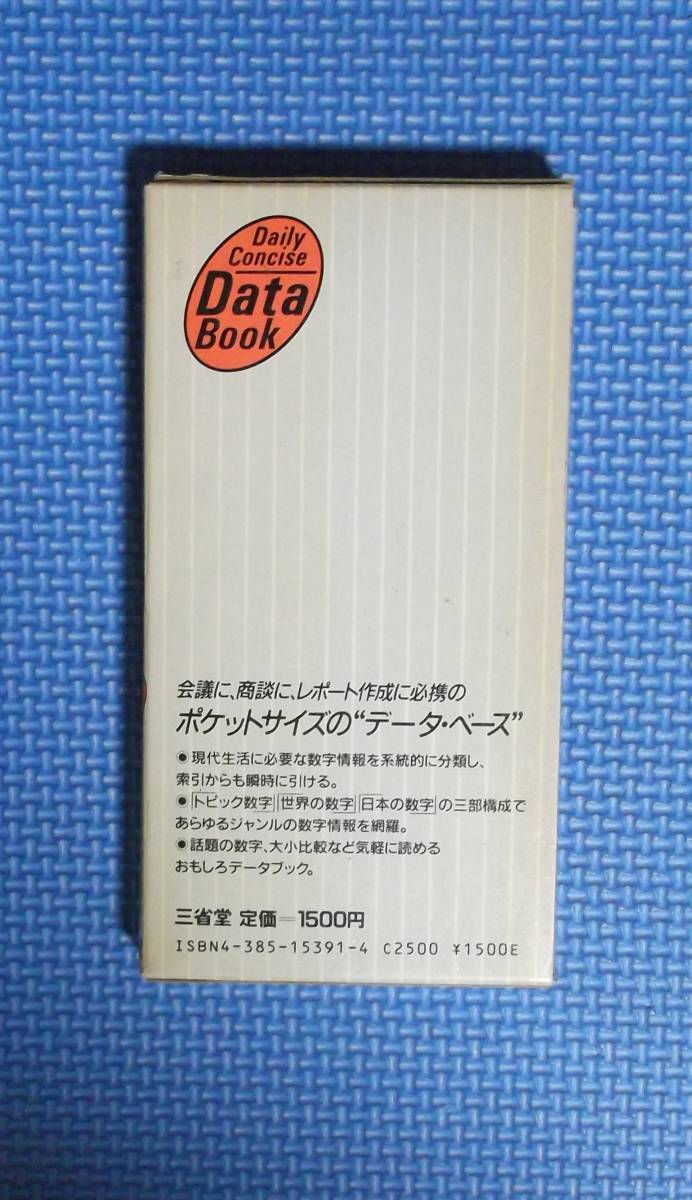 Daily
Concise
Data
Book
会議に、商談に、レポート作成に必携の
ポケットサイズの“データ・ベース”
●現代生活に必要な数字情報を系統的に分類し、
索引からも瞬時に引ける。
●トピック数字 世界の数字 日本の数字の三部構成で
あらゆるジャンルの数字情報を網羅。
●話題の数字、大小比較など気軽に読める
おもしろデータブック。
三省堂 定価＝1500円
ISBN4-385-15391-4 C2500 ¥1500E